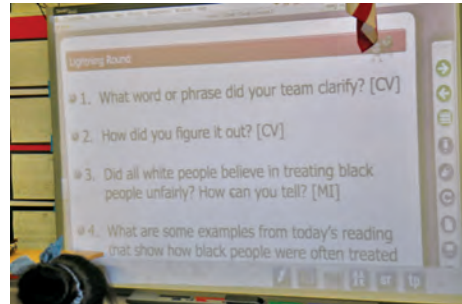 Lightning Round
1. What word or phrase did your team clarify? [CV]
2. How did you figure it out? [CV]
3. Did all white people believe in treating black
people unfairly? How can you tell? [MI]
4. What are some examples from today's reading
that show how black people were often treated
sr tp